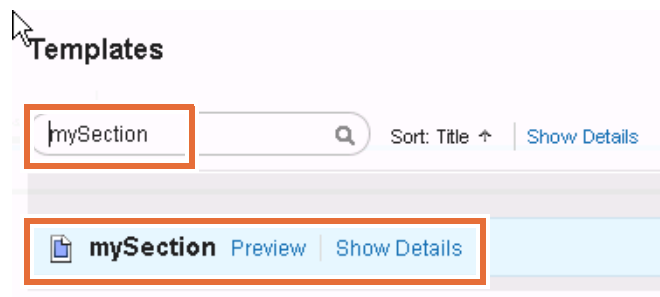 Templates
mySection
Sort: Title ↑ Show Details
mySection Preview Show Details